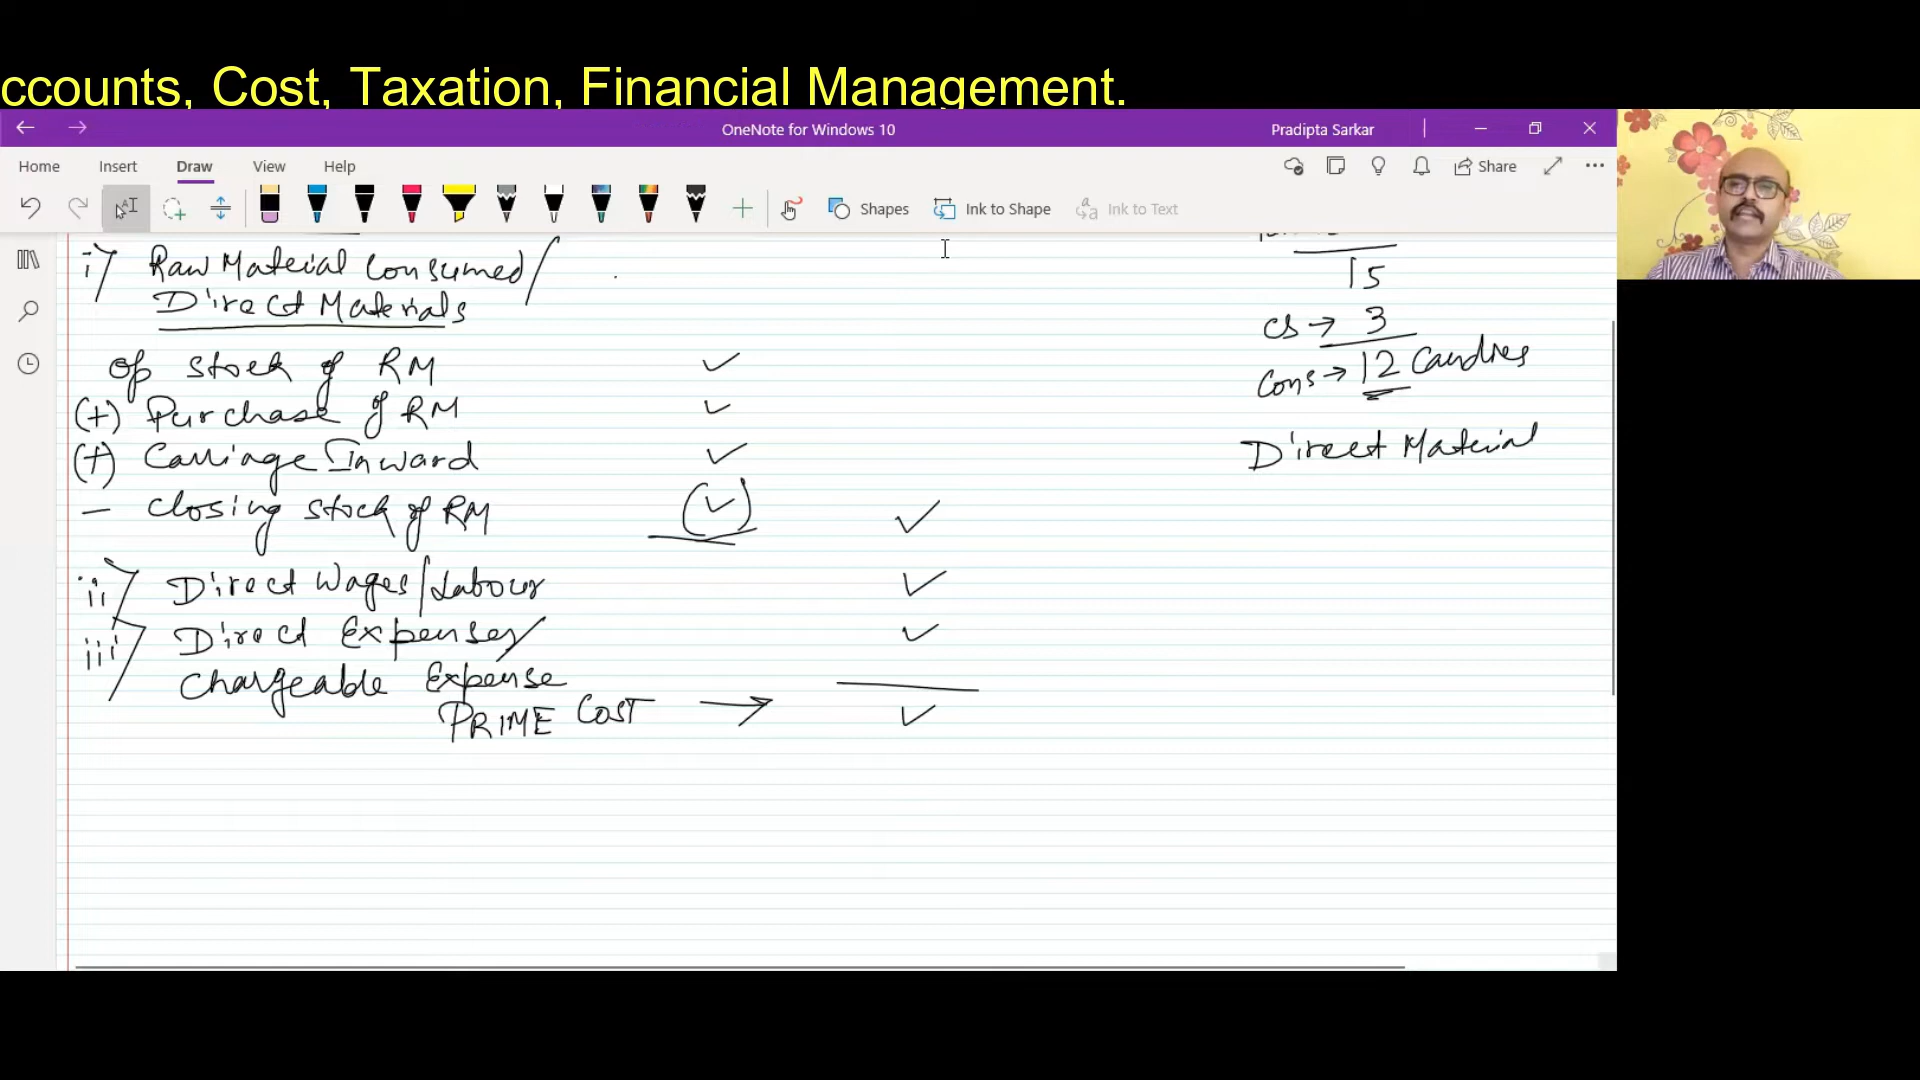 ccounts, Cost, Taxation, Financial Management.
OneNote for Windows 10
Pradipta Sarkar
Home Insert Draw View Help
Share
Shapes
Ink to Shape
Ink to Text
i) Raw Material Consumed/
Direct Materials
op stock of RM
(+) Purchase of RM
(+) Carriage Inward
- Closing stock of RM
ii) Direct Wages/Labour
iii) Direct Expenses/
Chargeable Expense
PRIME COST →
15
CS → 3
Cons → 12 Candies
Direct Material